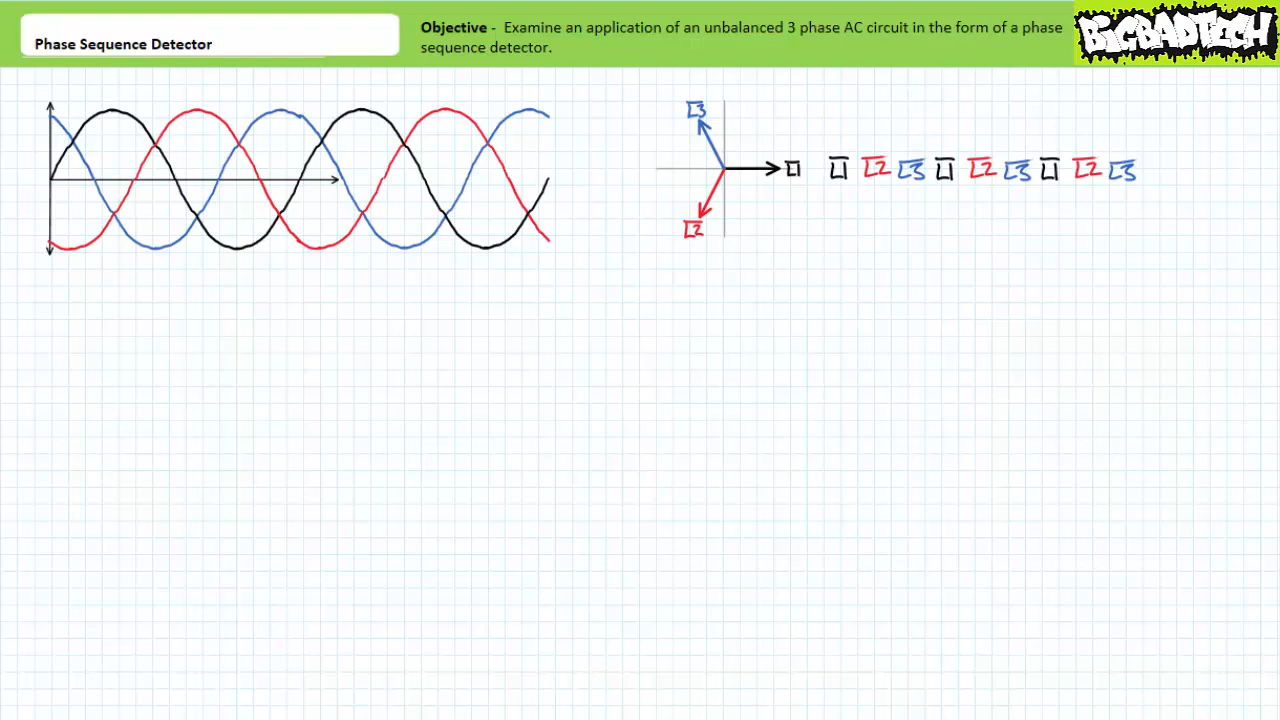 Phase Sequence Detector
Objective - Examine an application of an unbalanced 3 phase AC circuit in the form of a phase
sequence detector.
BIGBADTECH
L3
L1 L1 L2 L3 L1 L2 L3 L1 L2 L3
L2